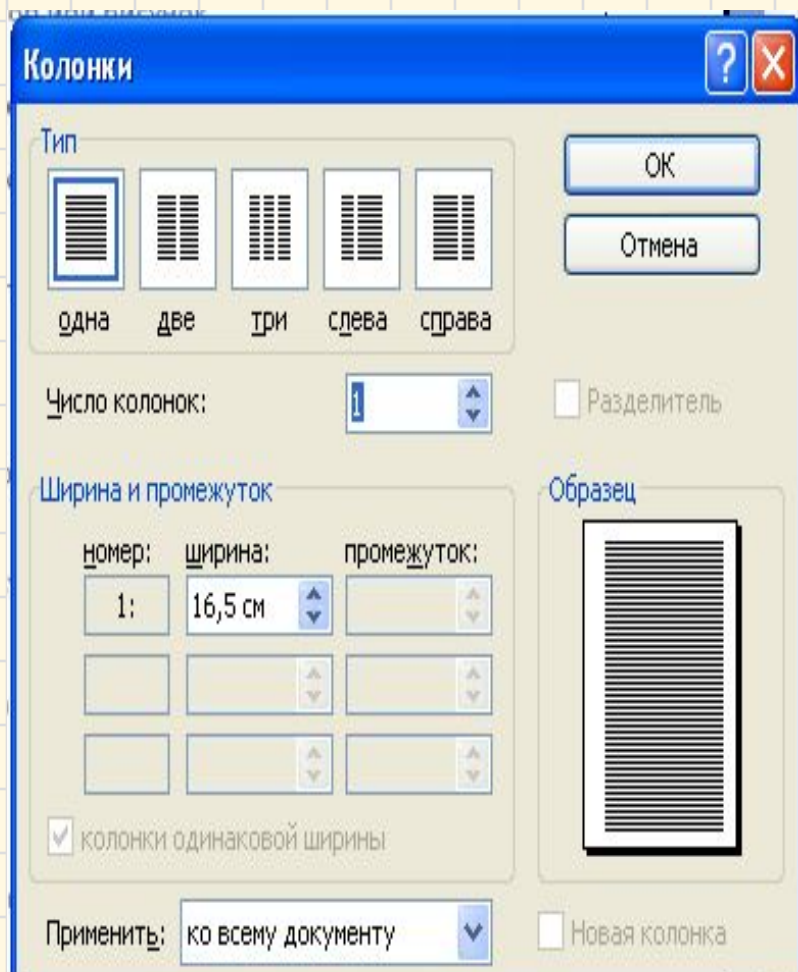 Колонки
Тип
ОК
Отмена
одна две три слева справа
Число колонок: 1 Разделитель
Ширина и промежуток
Образец
номер: ширина: промежуток:
1: 16,5 см
колонки одинаковой ширины
Применить: ко всему документу Новая колонка